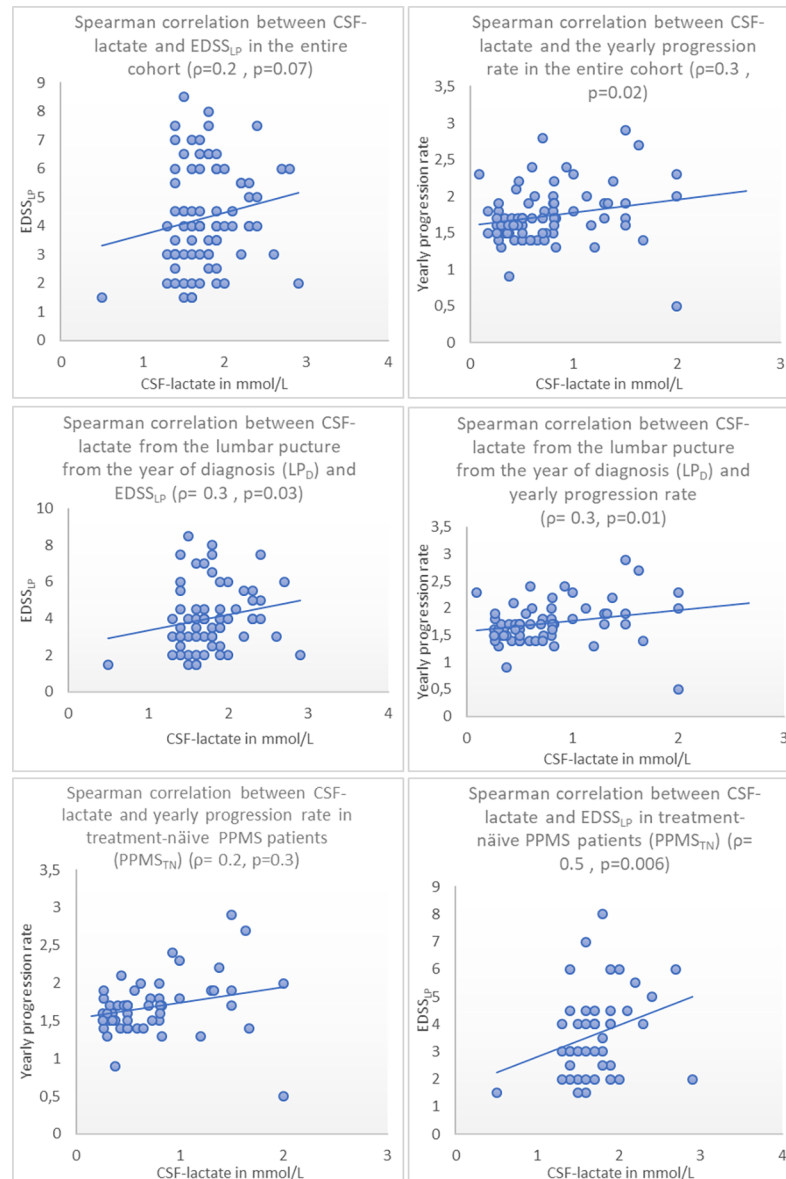 Spearman correlation between CSF-
lactate and EDSSLP in the entire
cohort (ρ=0.2 , p=0.07)
9
8
7
6
5
4
3
2
1
0
EDSSLP
0
1
2
3
4
CSF-lactate in mmol/L
Spearman correlation between CSF-
lactate and the yearly progression
rate in the entire cohort (ρ=0.3 ,
p=0.02)
3,5
3
2,5
2
1,5
1
0,5
0
Yearly progression rate
0
1
2
3
CSF-lactate in mmol/L
Spearman correlation between CSF-
lactate from the lumbar pucture
from the year of diagnosis (LPD) and
EDSSLP (ρ= 0.3 , p=0.03)
10
8
6
4
2
0
EDSSLP
0
1
2
3
4
CSF-lactate in mmol/L
Spearman correlation between CSF-
lactate from the lumbar pucture
from the year of diagnosis (LPD) and
yearly progression rate
(ρ= 0.3, p=0.01)
3,5
3
2,5
2
1,5
1
0,5
0
Yearly progression rate
0
1
2
3
CSF-lactate in mmol/L
Spearman correlation between CSF-
lactate and yearly progression rate in
treatment-näive PPMS patients
(PPMSTN) (ρ= 0.2, p=0.3)
3,5
3
2,5
2
1,5
1
0,5
0
Yearly progression rate
0
1
2
3
CSF-lactate in mmol/L
Spearman correlation between CSF-
lactate and EDSSLP in treatment-
näive PPMS patients (PPMSTN) (ρ=
0.5 , p=0.006)
9
8
7
6
5
4
3
2
1
0
EDSSLP
0
1
2
3
4
CSF-lactate in mmol/L